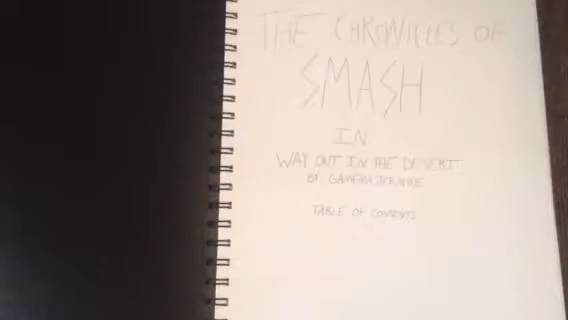 THE CHRONICLES OF
SMASH
IN
WAY OUT IN THE DESERT
BY
TABLE OF CONTENTS